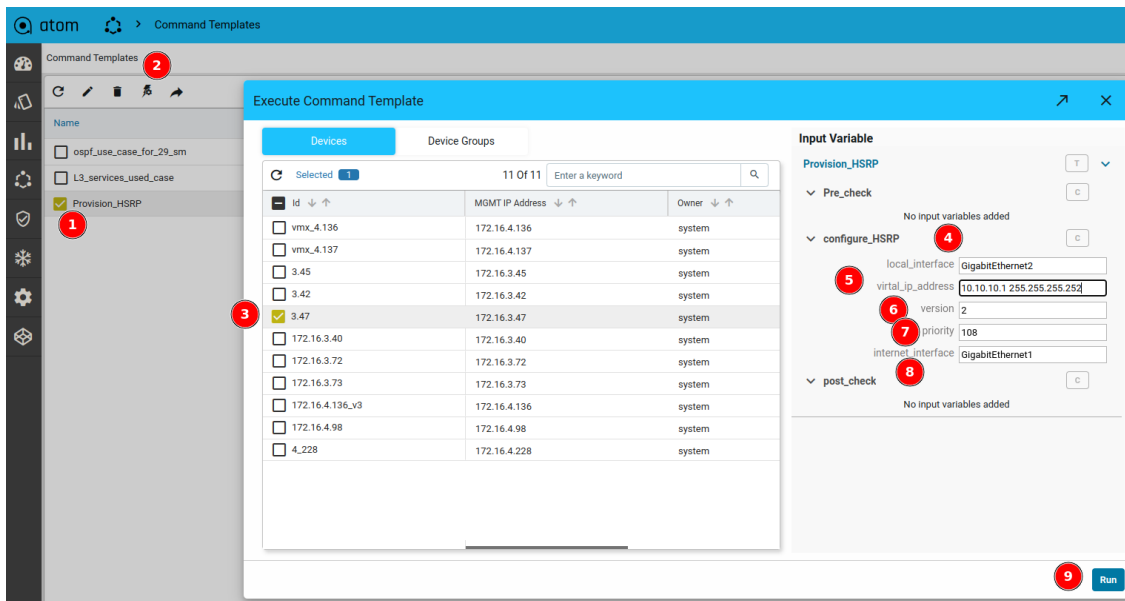 atom > Command Templates
Command Templates
2
Name
ospf_use_case_for_29_sm
L3_services_used_case
Provision_HSRP
1
Execute Command Template
Devices Device Groups
Selected 1 11 Of 11 Enter a keyword
Id MGMT IP Address Owner
vmx_4.136 172.16.4.136 system
vmx_4.137 172.16.4.137 system
3.45 172.16.3.45 system
3.42 172.16.3.42 system
3 3.47 172.16.3.47 system
172.16.3.40 172.16.3.40 system
172.16.3.72 172.16.3.72 system
172.16.3.73 172.16.3.73 system
172.16.4.136_v3 172.16.4.136 system
172.16.4.98 172.16.4.98 system
4_228 172.16.4.228 system
Input Variable
Provision_HSRP T
Pre_check C
No input variables added
configure_HSRP 4 C
local_interface GigabitEthernet2
5 virtal_ip_address 10.10.10.1 255.255.255.252
6 version 2
7 priority 108
internet_interface GigabitEthernet1
8
post_check C
No input variables added
9 Run